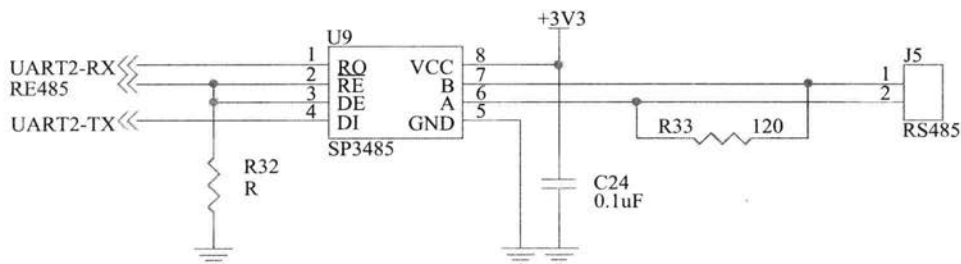 +3V3
U9
J5
UART2-RX 1 RO VCC 8
RE485 2 RE B 7 1
3 DE A 6 2
UART2-TX 4 DI GND 5
SP3485
R33 120
RS485
R32
R
C24
0.1uF